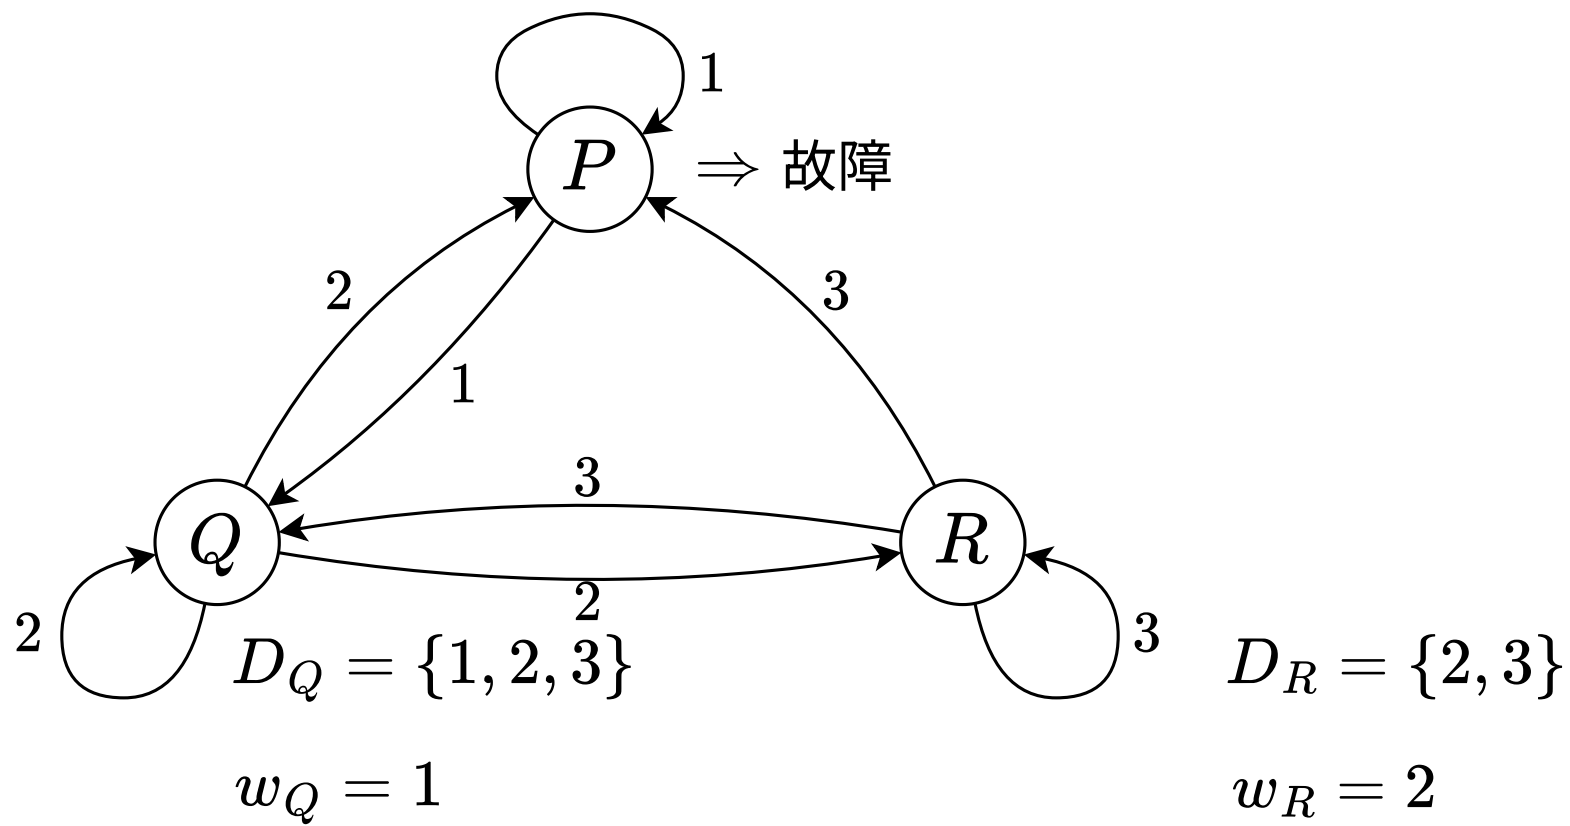 1
P ⇒ 故障
2
3
1
3
Q
R
2
2
3
D_Q = {1, 2, 3}
D_R = {2, 3}
w_Q = 1
w_R = 2